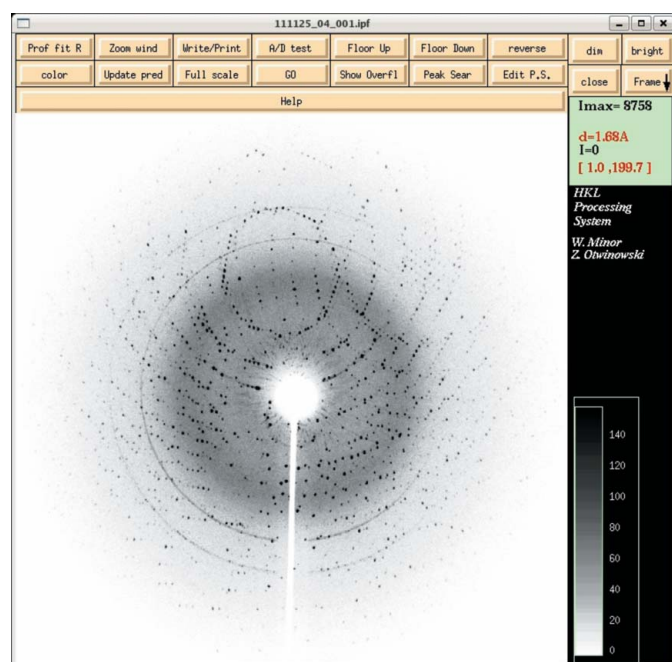 111125_04_001.ipf
Prof fit R Zoom wind Write/Print A/D test Floor Up Floor Down reverse dim bright
color Update pred Full scale GO Show Overfl Peak Sear Edit P.S. close Frame
Help
Imax= 8758
d=1.68A
I=0
[ 1.0 ,199.7 ]
HKL
Processing
System
W. Minor
Z. Otwinowski
140
120
100
80
60
40
20
0